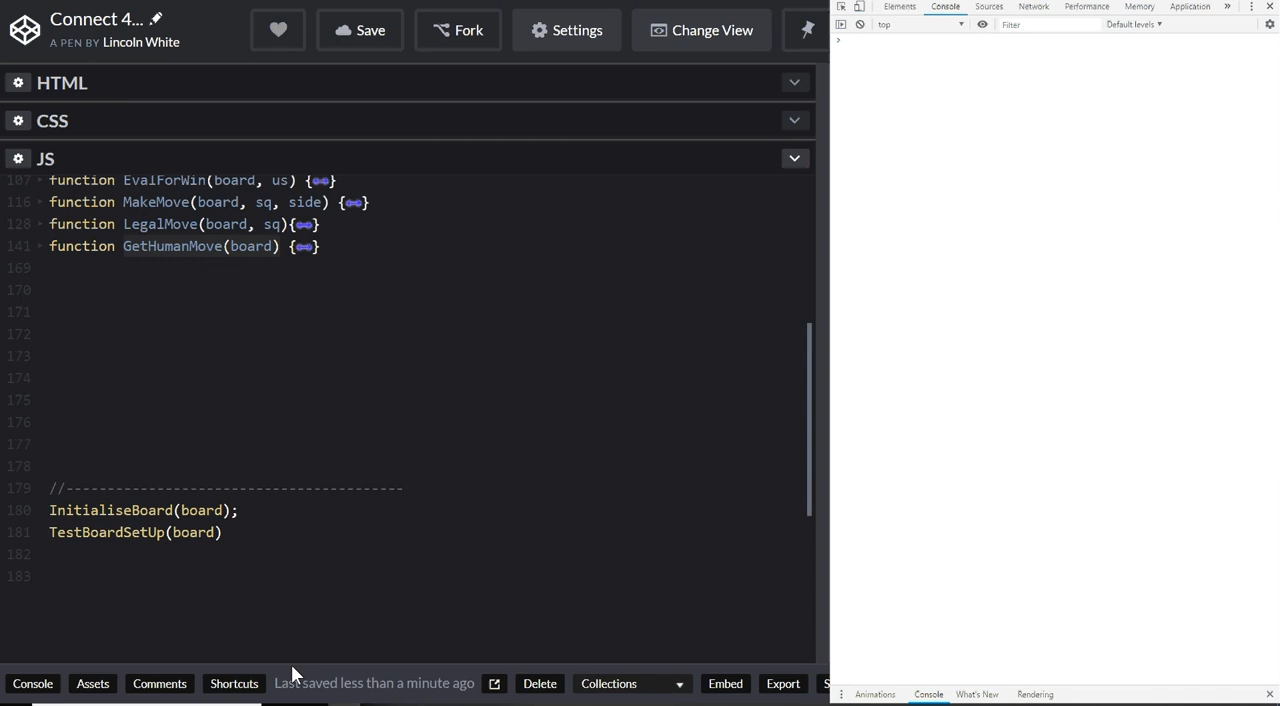 Connect 4...
A PEN BY Lincoln White
Save
Fork
Settings
Change View
HTML
CSS
JS
107 function EvalForWin(board, us) {
116 function MakeMove(board, sq, side) {
128 function LegalMove(board, sq){
141 function GetHumanMove(board) {
169
170
171
172
173
174
175
176
177
178
179 //-----------------------------------------
180 InitialiseBoard(board);
181 TestBoardSetUp(board)
182
183
Console Assets Comments Shortcuts Last saved less than a minute ago Delete Collections Embed Export S
Elements Console Sources Network Performance Memory Application »
top Filter Default levels
Animations Console What's New Rendering